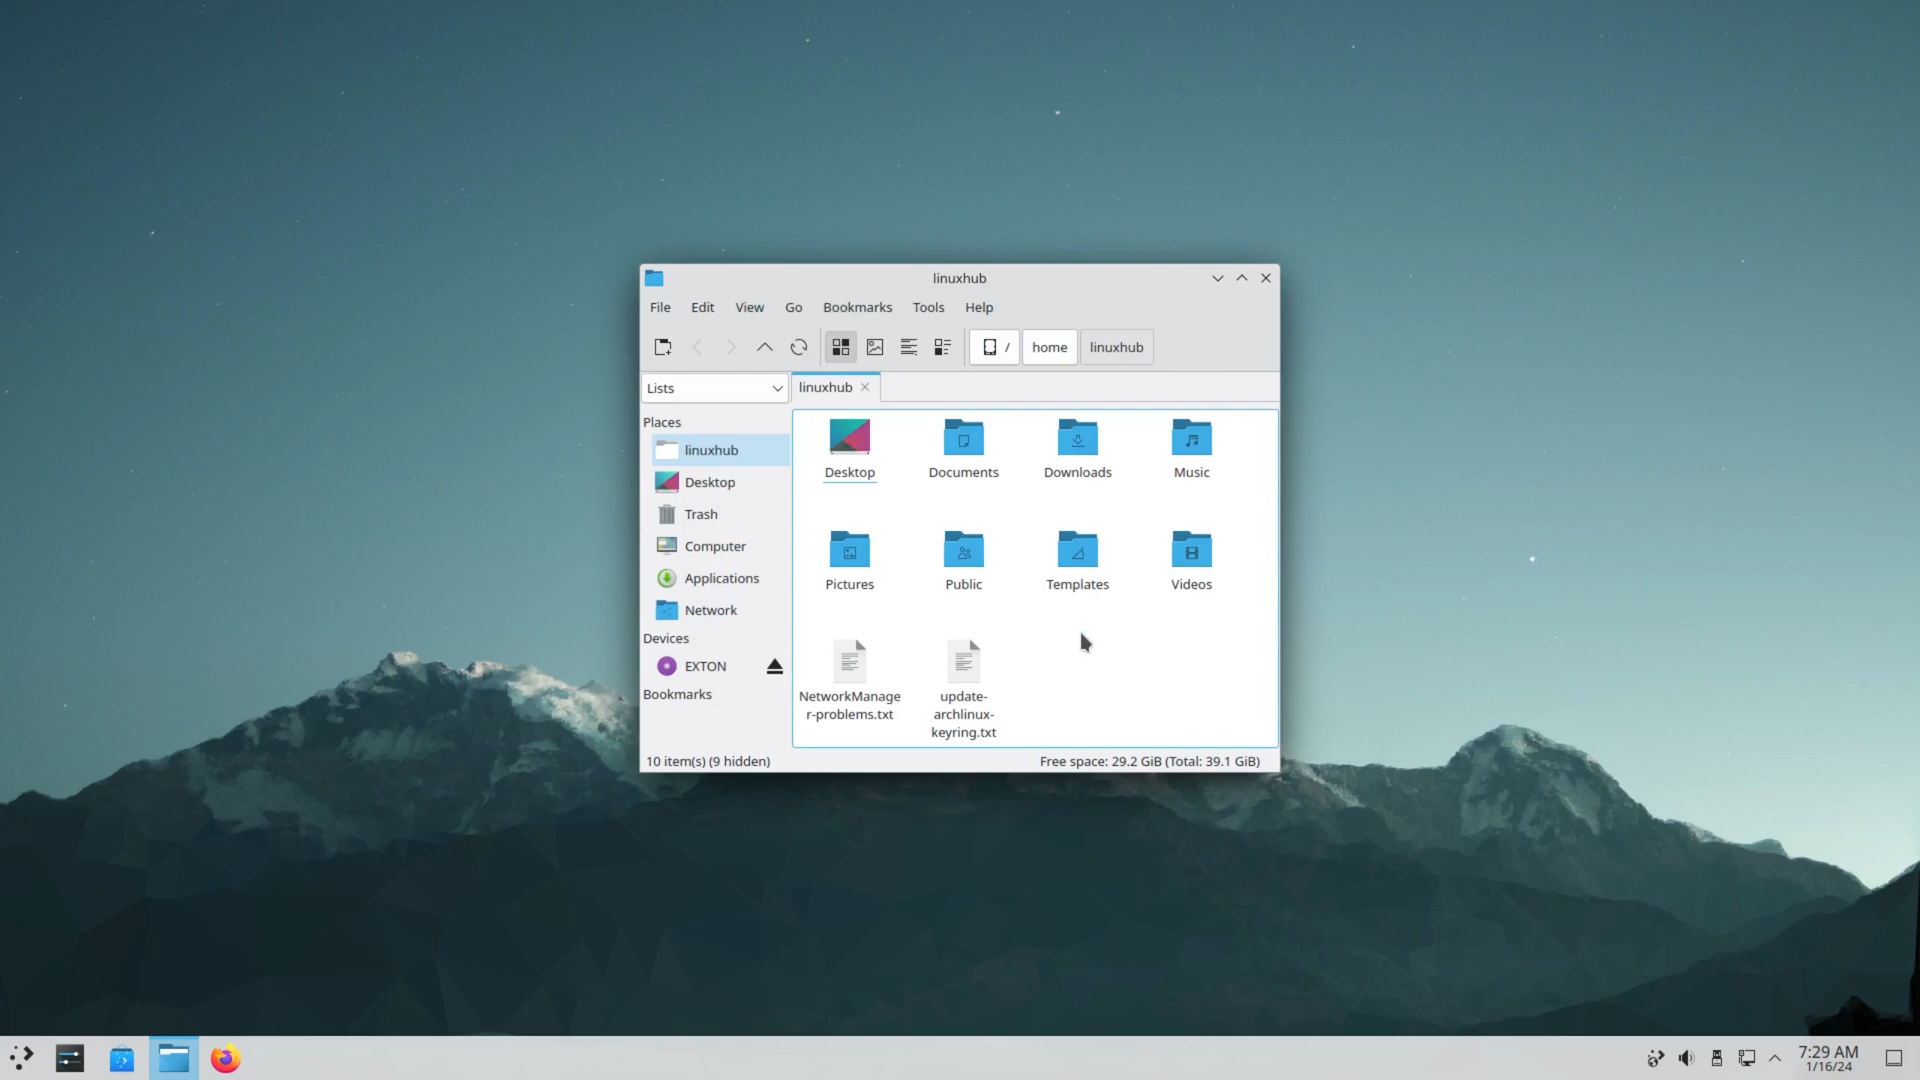 linuxhub
File Edit View Go Bookmarks Tools Help
/ home linuxhub
Lists
linuxhub
Places
linuxhub
Desktop
Trash
Computer
Applications
Network
Devices
EXTON
Bookmarks
Desktop Documents Downloads Music
Pictures Public Templates Videos
NetworkManage
r-problems.txt
update-
archlinux-
keyring.txt
10 item(s) (9 hidden)
Free space: 29.2 GiB (Total: 39.1 GiB)
7:29 AM
1/16/24